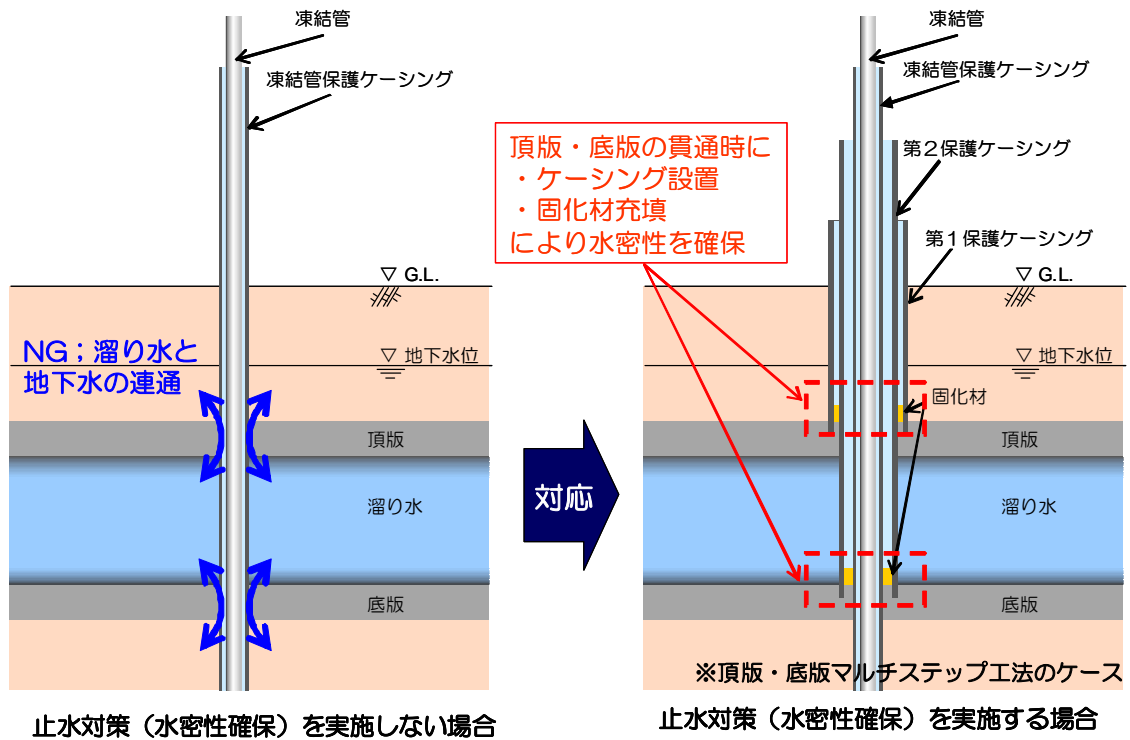 凍結管
凍結管保護ケーシング
▽ G.L.
▽ 地下水位
NG；溜り水と
地下水の連通
頂版
溜り水
底版
止水対策（水密性確保）を実施しない場合
対応
頂版・底版の貫通時に
・ケーシング設置
・固化材充填
により水密性を確保
凍結管
凍結管保護ケーシング
第２保護ケーシング
第１保護ケーシング
▽ G.L.
▽ 地下水位
固化材
頂版
溜り水
底版
※頂版・底版マルチステップ工法のケース
止水対策（水密性確保）を実施する場合